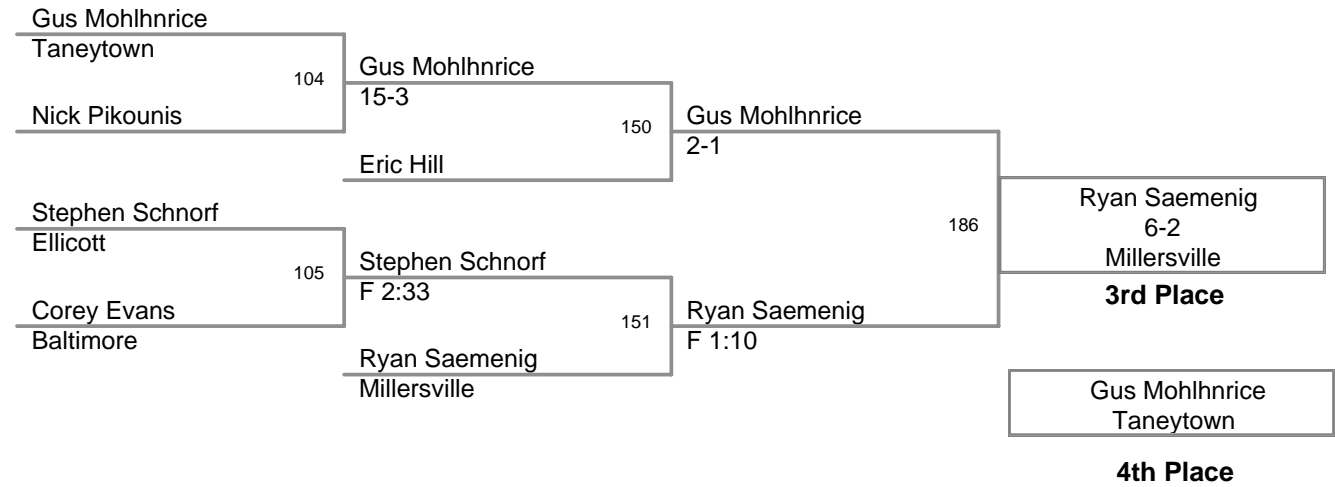 Gus Mohlhnrice
Taneytown
104
Nick Pikounis
Gus Mohlhnrice
15-3
150
Eric Hill
Gus Mohlhnrice
2-1
Stephen Schnorf
Ellicott
105
Corey Evans
Baltimore
Stephen Schnorf
F 2:33
151
Ryan Saemenig
Millersville
Ryan Saemenig
F 1:10
186
Ryan Saemenig
6-2
Millersville
3rd Place
Gus Mohlhnrice
Taneytown
4th Place